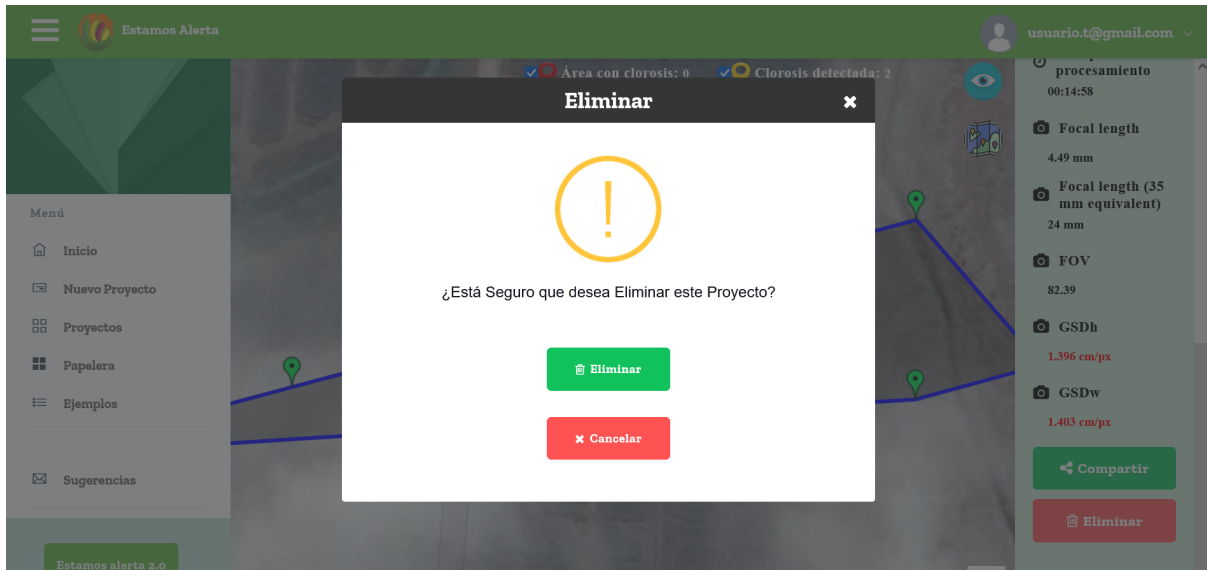 Estamos Alerta
usuario.t@gmail.com
Área con clorosis: 0
Clorosis detectada: 2
Menú
Inicio
Nuevo Proyecto
Proyectos
Papelera
Ejemplos
Sugerencias
Estamos alerta 2.0
Eliminar
¿Está Seguro que desea Eliminar este Proyecto?
Eliminar
Cancelar
procesamiento
00:14:58
Focal length
4.49 mm
Focal length (35
mm equivalent)
24 mm
FOV
82.39
GSDh
1.396 cm/px
GSDw
1.403 cm/px
Compartir
Eliminar